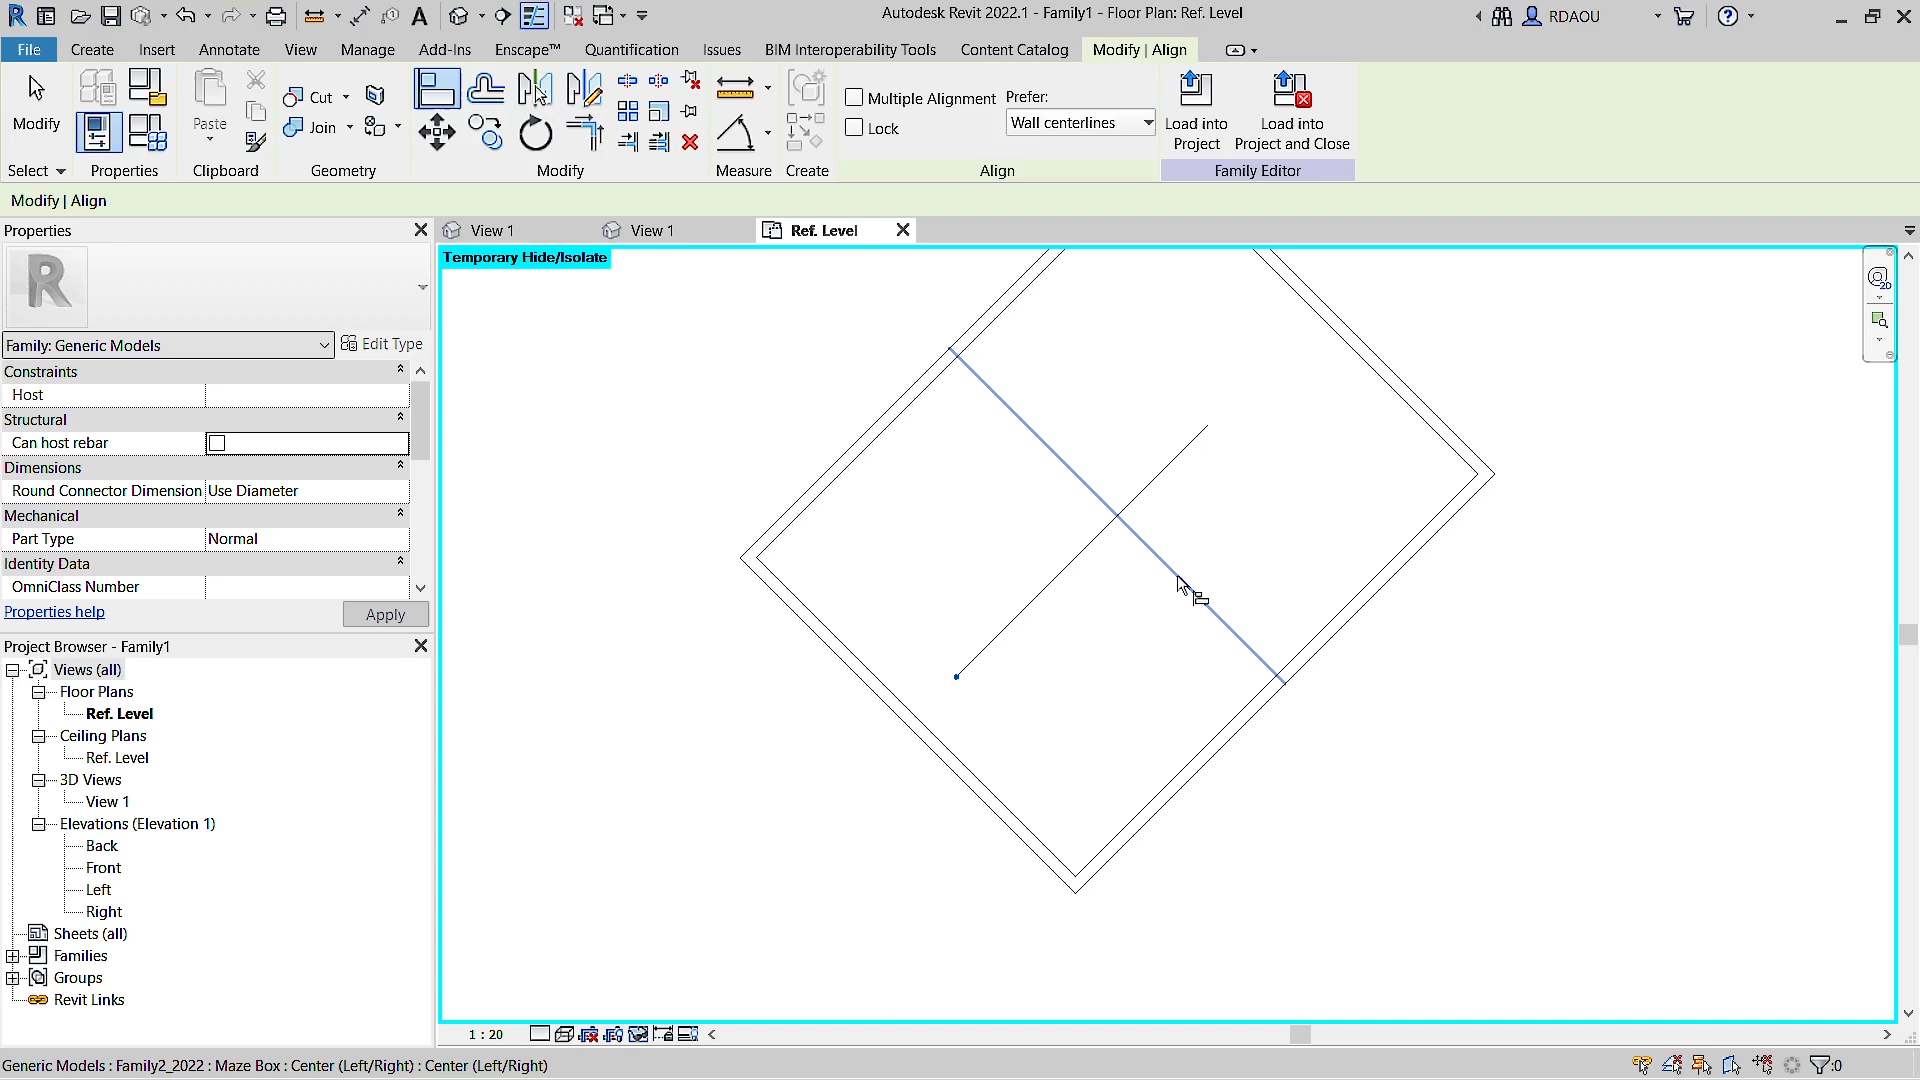 Autodesk Revit 2022.1 - Family1 - Floor Plan: Ref. Level
RDAOU
File Create Insert Annotate View Manage Add-Ins Enscape™ Quantification Issues BIM Interoperability Tools Content Catalog Modify | Align
Modify
Paste
Cut
Join
Multiple Alignment
Lock
Prefer:
Wall centerlines
Load into
Project
Load into
Project and Close
Select Properties Clipboard Geometry Modify Measure Create Align Family Editor
Modify | Align
Properties
View 1
View 1
Ref. Level
Temporary Hide/Isolate
R
Family: Generic Models
Edit Type
Constraints
Host
Structural
Can host rebar
Dimensions
Round Connector Dimension Use Diameter
Mechanical
Part Type Normal
Identity Data
OmniClass Number
Properties help
Apply
Project Browser - Family1
Views (all)
Floor Plans
Ref. Level
Ceiling Plans
Ref. Level
3D Views
View 1
Elevations (Elevation 1)
Back
Front
Left
Right
Sheets (all)
Families
Groups
Revit Links
2D
1 : 20
Generic Models : Family2_2022 : Maze Box : Center (Left/Right) : Center (Left/Right)
:0